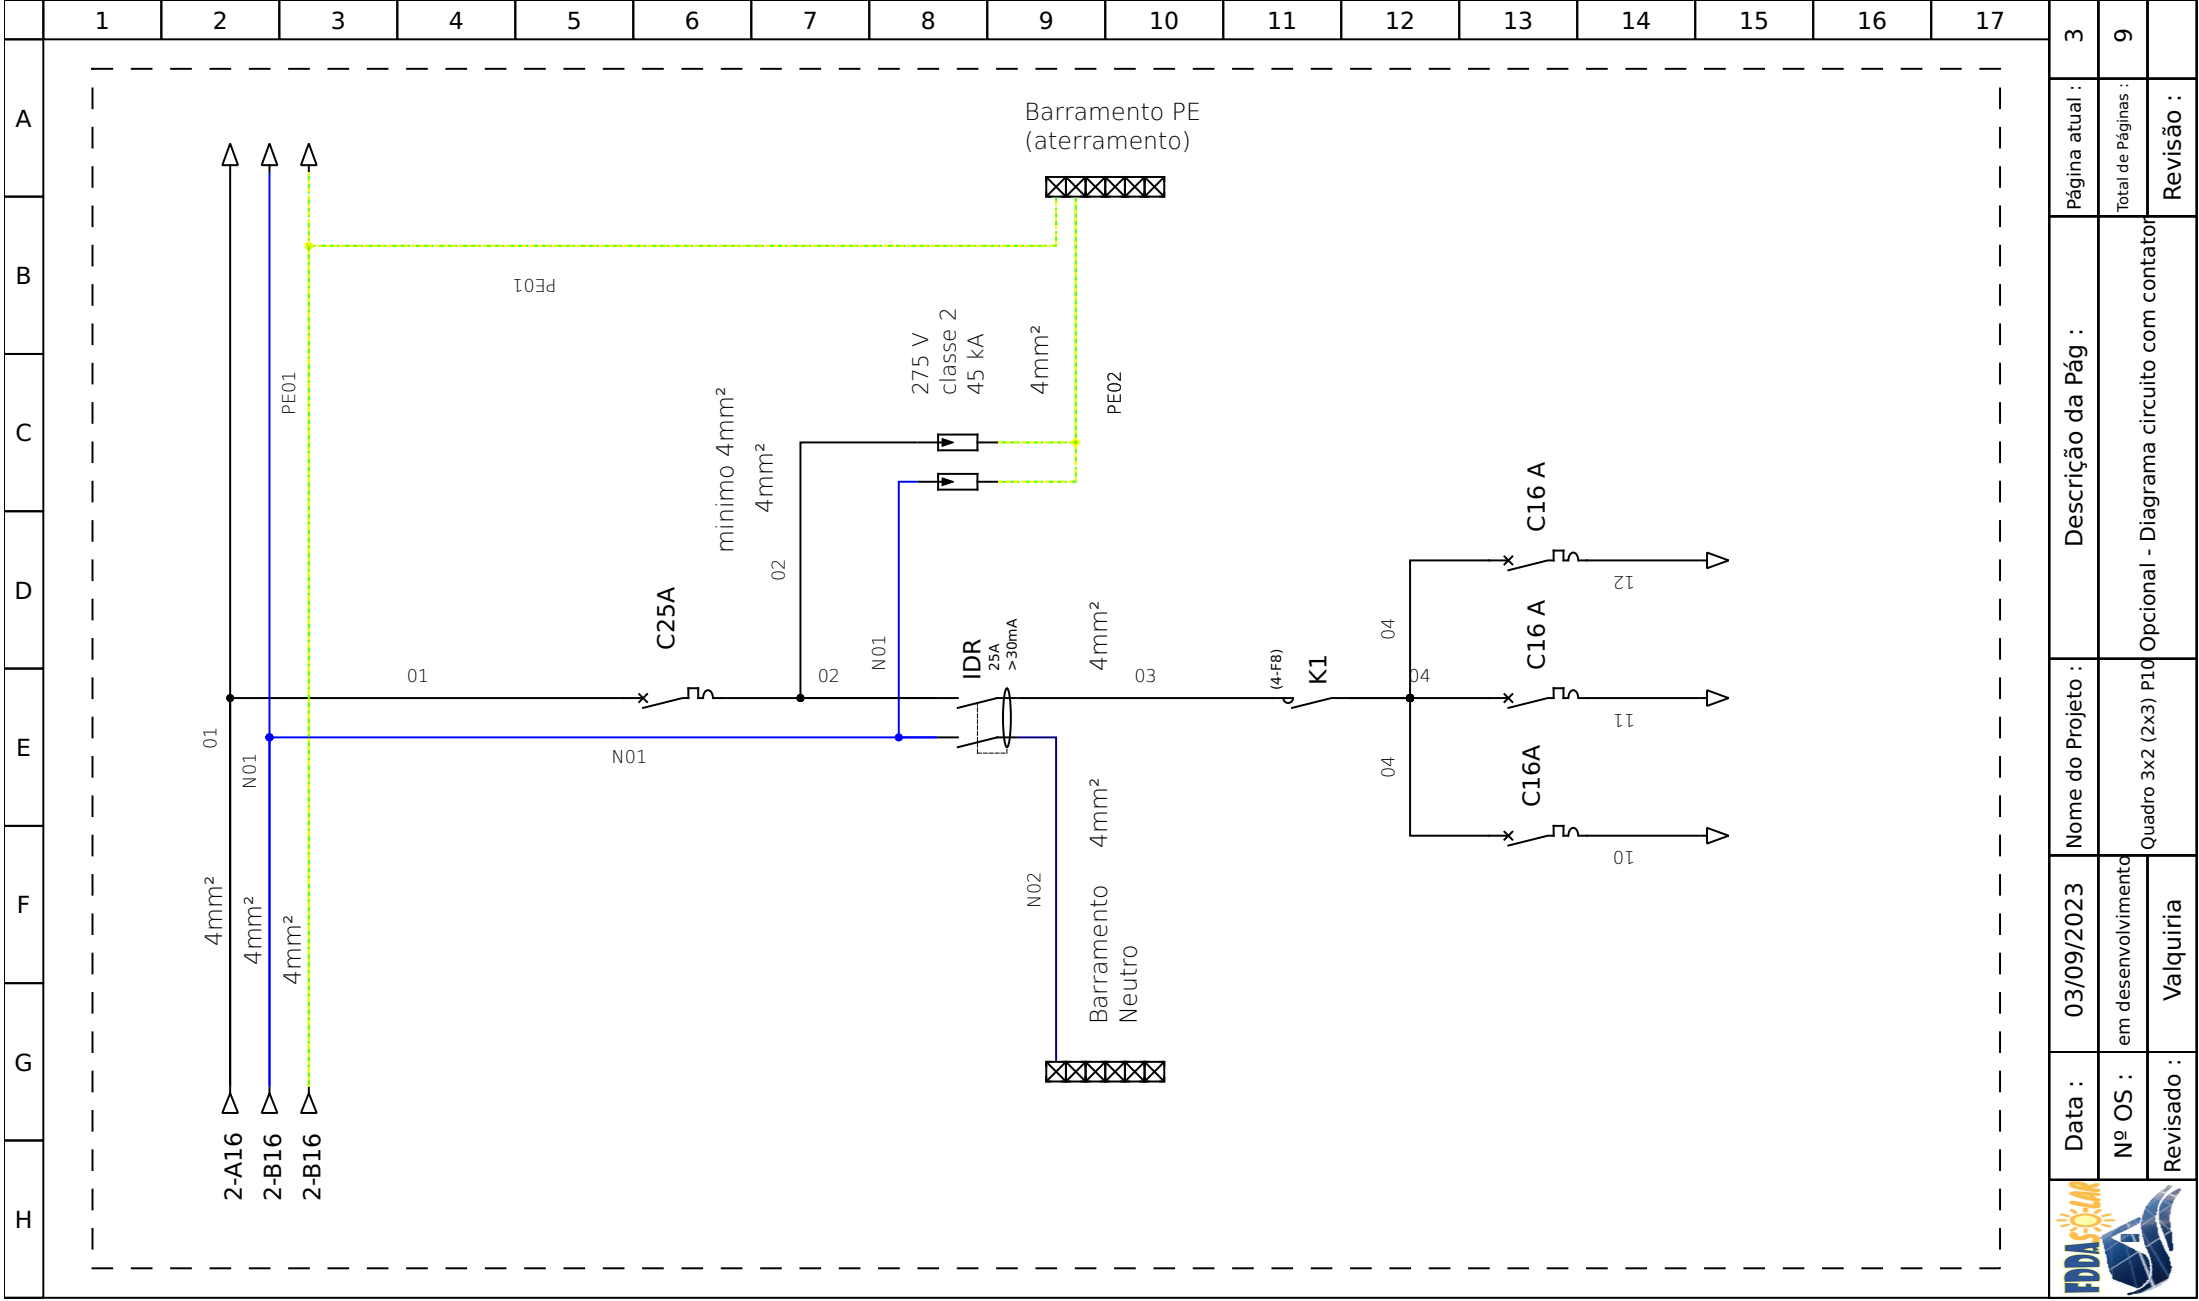 1 2 3 4 5 6 7 8 9 10 11 12 13 14 15 16 17
A
B
C
D
E
F
G
H
Barramento PE
(aterramento)
PE01
PE01
275 V
classe 2
45 kA
4mm²
PE02
minimo 4mm²
4mm²
02
C25A
01
02
N01
IDR
25A
>30mA
4mm²
03
(4-F8)
K1
04
04
04
C16 A
12
C16 A
11
C16A
10
01
N01
N01
4mm²
4mm²
4mm²
N02
4mm²
Barramento
Neutro
2-A16
2-B16
2-B16
Página atual :
3
Total de Páginas :
9
Revisão :
Descrição da Pág :
Opcional - Diagrama circuito com contator
Nome do Projeto :
Quadro 3x2 (2x3) P10
Data :
03/09/2023
Nº OS :
em desenvolvimento
Revisado :
Valquiria
FDDA SOLAR